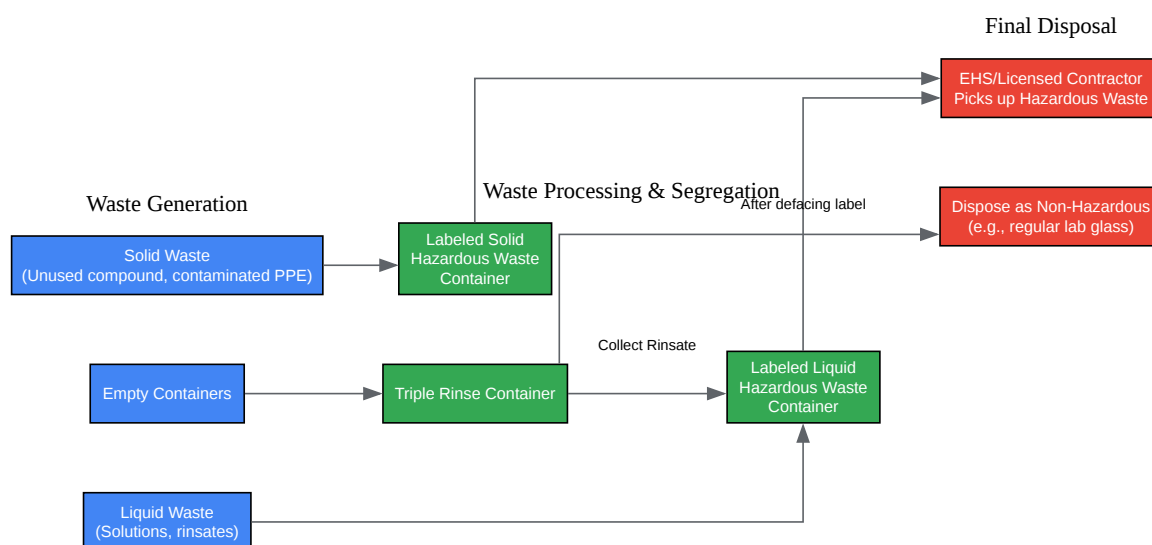 Final Disposal
EHS/Licensed Contractor
Picks up Hazardous Waste
Waste Generation
Waste Processing & Segregation
After defacing label
Dispose as Non-Hazardous
(e.g., regular lab glass)
Solid Waste
(Unused compound, contaminated PPE)
Labeled Solid
Hazardous Waste
Container
Collect Rinsate
Empty Containers
Triple Rinse Container
Labeled Liquid
Hazardous Waste
Container
Liquid Waste
(Solutions, rinsates)